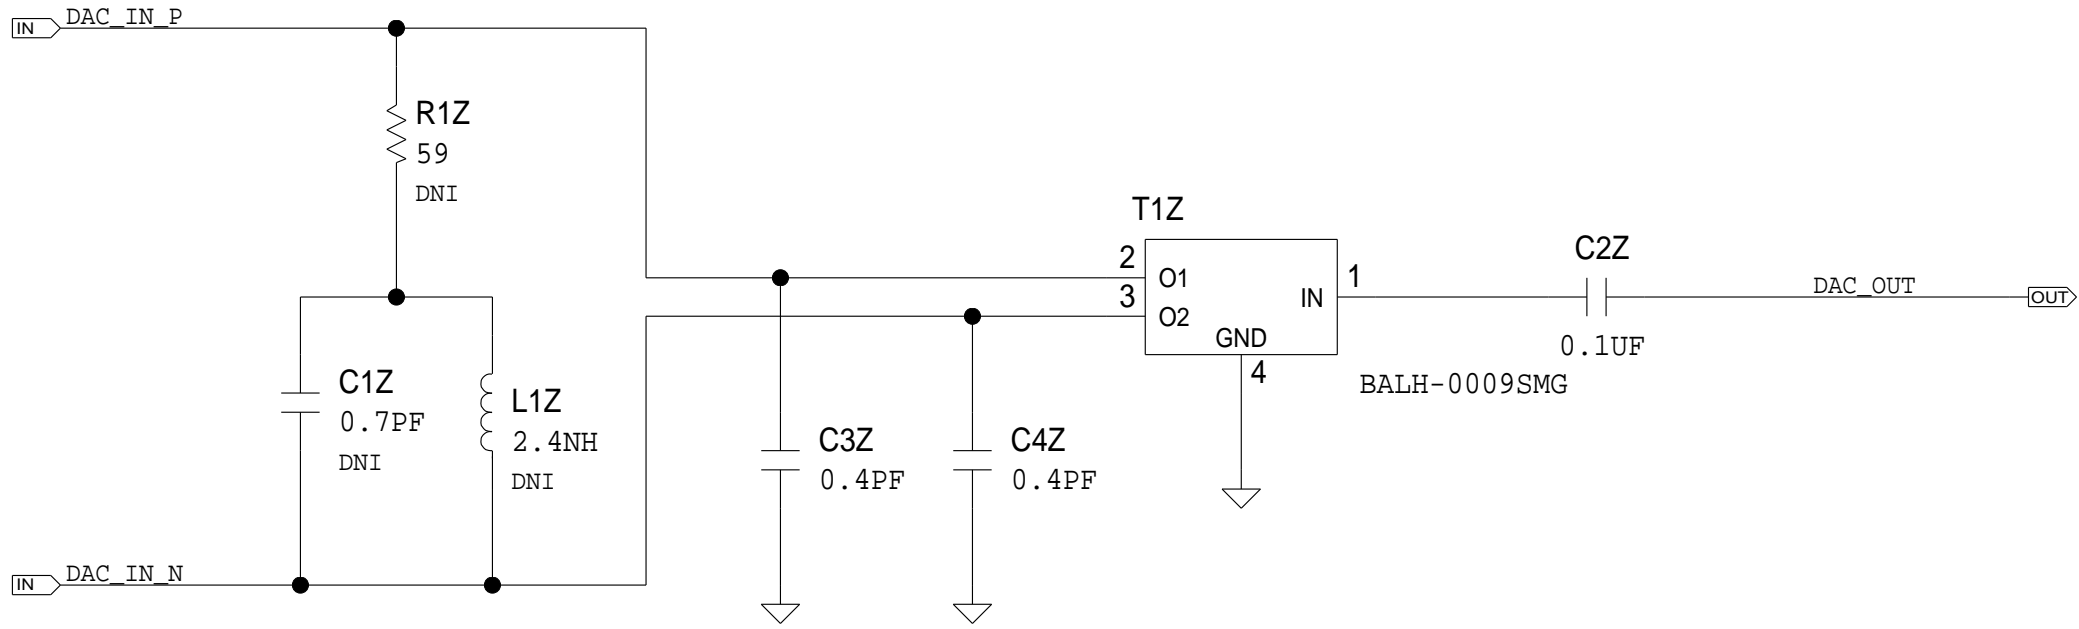 IN DAC_IN_P
R1Z
59
DNI
T1Z
2 O1
3 O2
IN 1
GND
4
BALH-0009SMG
C2Z
0.1UF
DAC_OUT OUT
C1Z
0.7PF
DNI
L1Z
2.4NH
DNI
C3Z
0.4PF
C4Z
0.4PF
IN DAC_IN_N